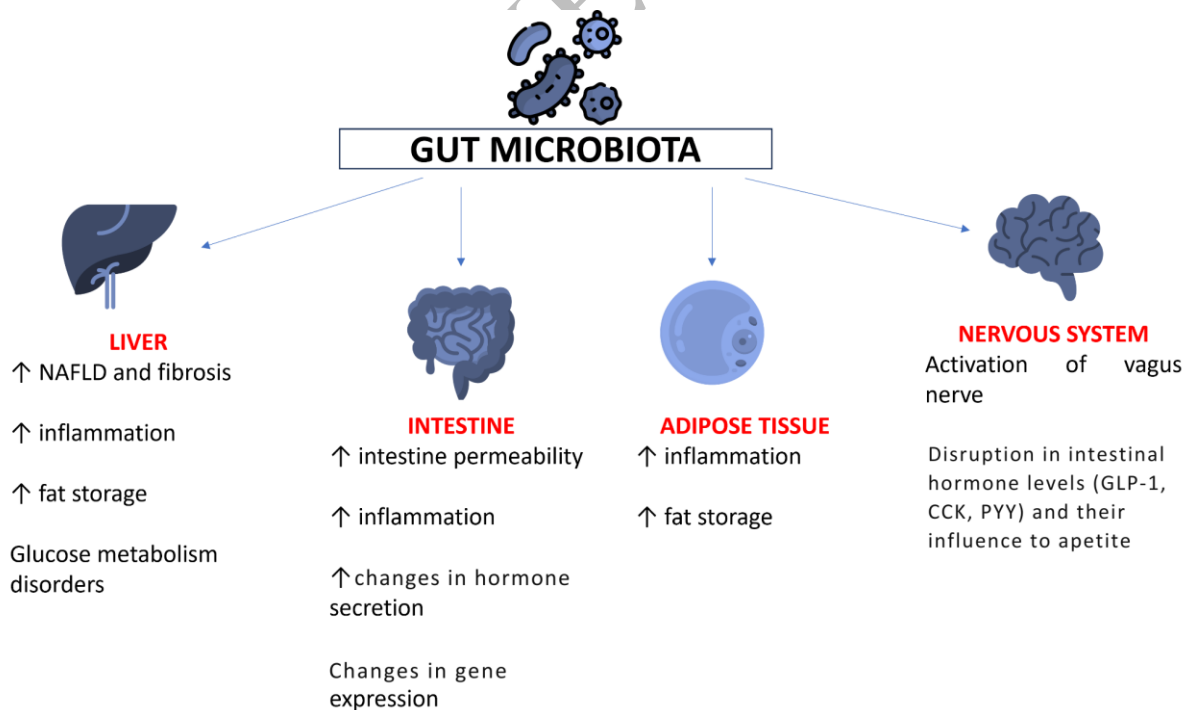 GUT MICROBIOTA
LIVER
↑ NAFLD and fibrosis
↑ inflammation
↑ fat storage
Glucose metabolism
disorders
INTESTINE
↑ intestine permeability
↑ inflammation
↑ changes in hormone
secretion
Changes in gene
expression
ADIPOSE TISSUE
↑ inflammation
↑ fat storage
NERVOUS SYSTEM
Activation of vagus
nerve
Disruption in intestinal
hormone levels (GLP-1,
CCK, PYY) and their
influence to apetite